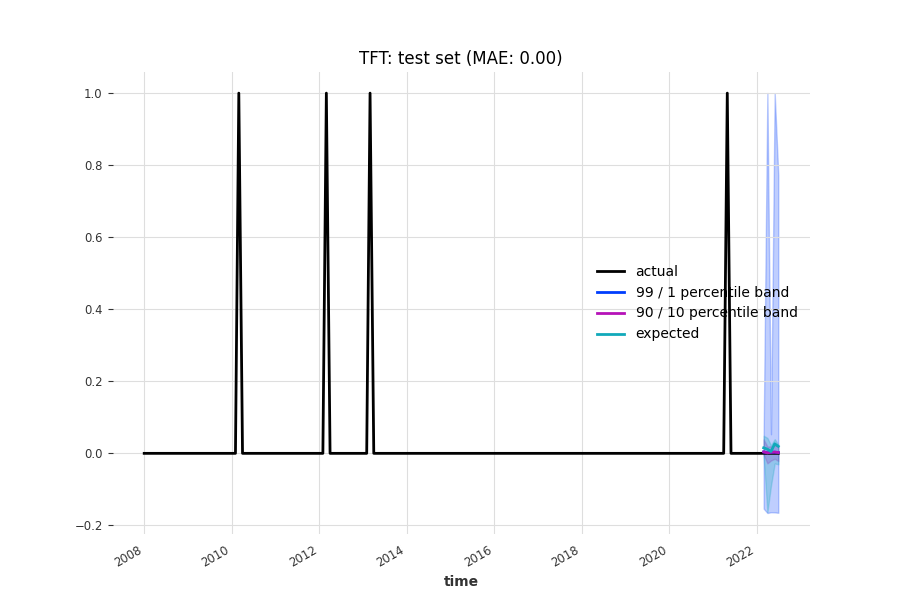 TFT: test set (MAE: 0.00)
1.0
0.8
0.6
0.4
0.2
0.0
−0.2
actual
99 / 1 percentile band
90 / 10 percentile band
expected
2008 2010 2012 2014 2016 2018 2020 2022
time